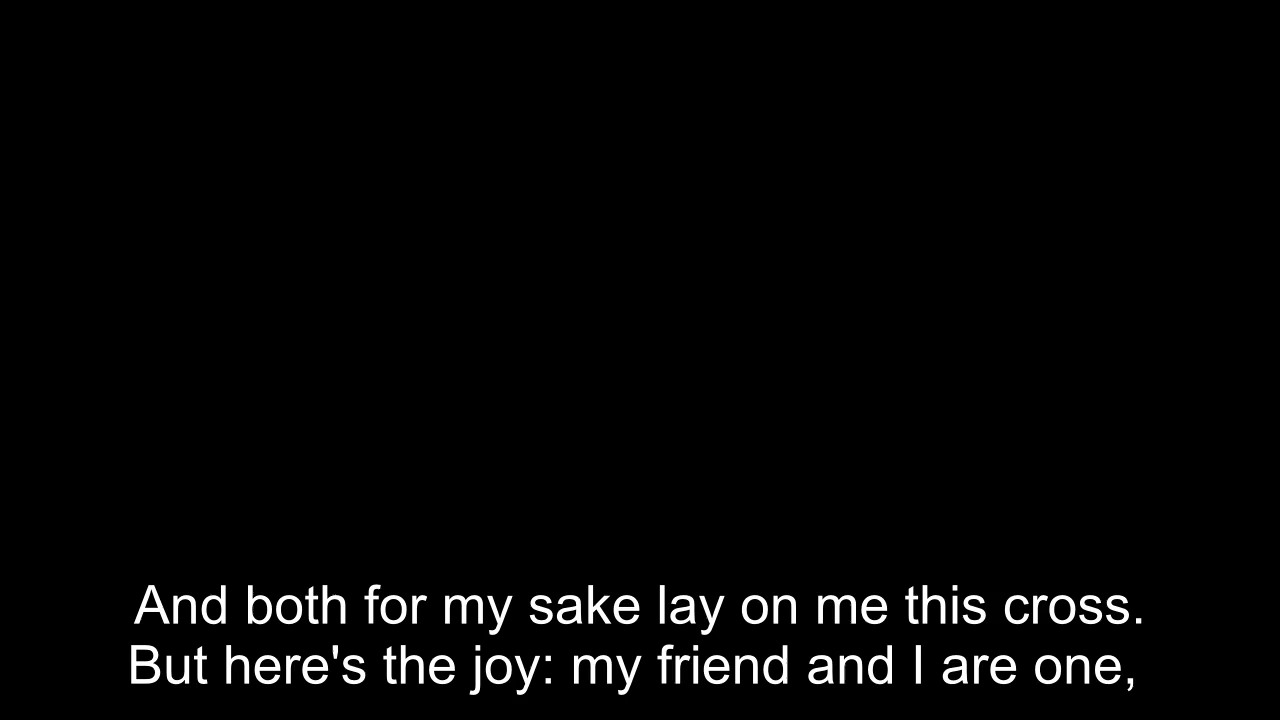 And both for my sake lay on me this cross.
But here's the joy: my friend and I are one,